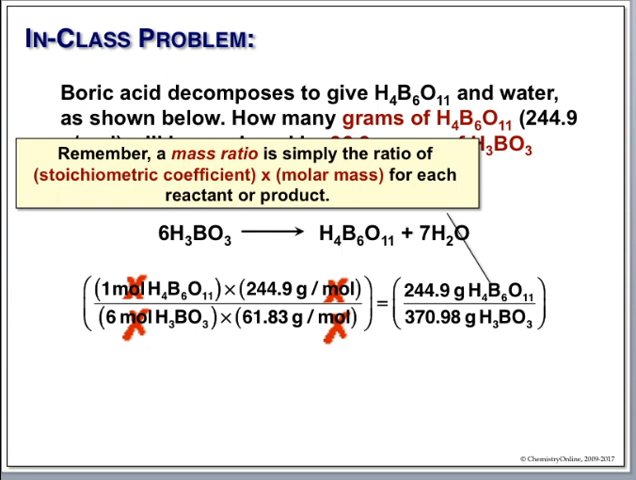 IN-CLASS PROBLEM:
Boric acid decomposes to give H₄B₆O₁₁ and water,
as shown below. How many grams of H₄B₆O₁₁ (244.9
H₃BO₃
Remember, a mass ratio is simply the ratio of
(stoichiometric coefficient) x (molar mass) for each
reactant or product.
6H₃BO₃ ⟶ H₄B₆O₁₁ + 7H₂O
((1 mol H₄B₆O₁₁) × (244.9 g / mol) / (6 mol H₃BO₃) × (61.83 g / mol)) = (244.9 g H₄B₆O₁₁ / 370.98 g H₃BO₃)
© ChemistryOnline, 2009-2017